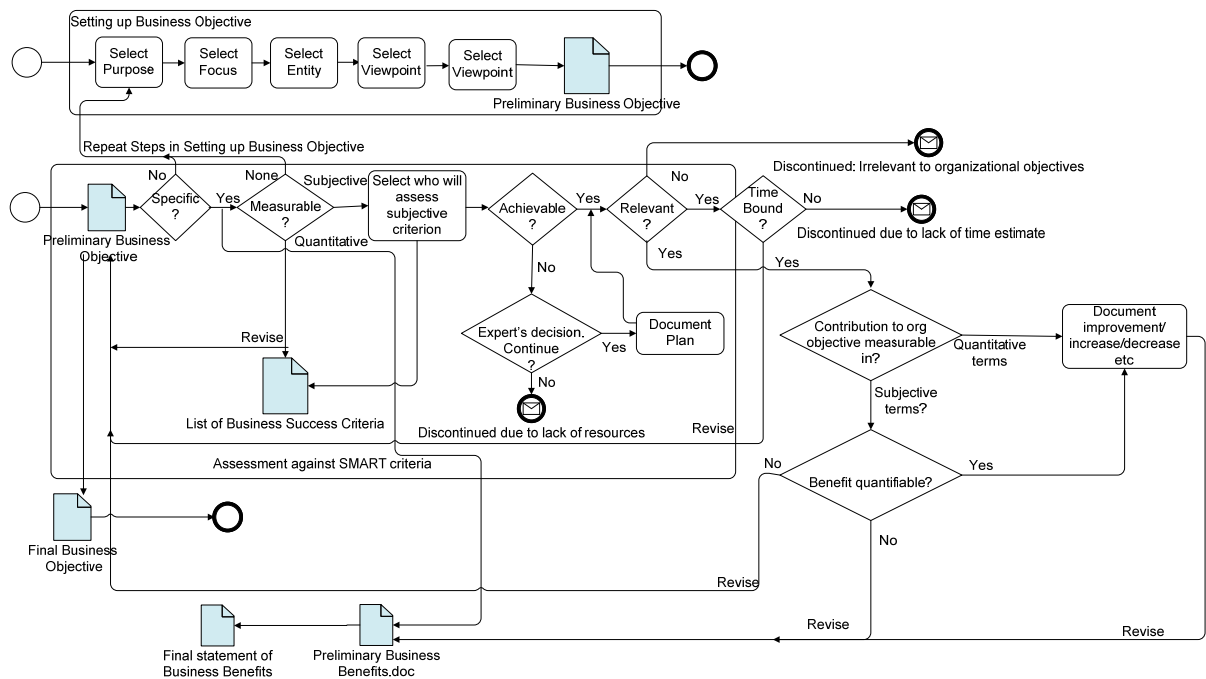 Setting up Business Objective
Select
Purpose
Select
Focus
Select
Entity
Select
Viewpoint
Select
Viewpoint
Preliminary Business Objective
Repeat Steps in Setting up Business Objective
Discontinued: Irrelevant to organizational objectives
No
None
Subjective
Select who will
assess
subjective
criterion
No
Specific
?
Yes
Measurable
?
Achievable
?
Yes
Relevant
?
Yes
Time
Bound
?
No
Discontinued due to lack of time estimate
Preliminary Business
Objective
Quantitative
No
Yes
Yes
Expert's decision.
Continue
?
Yes
Document
Plan
Contribution to org
objective measurable
in?
Quantitative
terms
Document
improvement/
increase/decrease
etc
Revise
No
Subjective
terms?
List of Business Success Criteria
Discontinued due to lack of resources
Revise
Assessment against SMART criteria
No
Benefit quantifiable?
Yes
No
Final Business
Objective
Revise
Revise
Revise
Final statement of
Business Benefits
Preliminary Business
Benefits.doc